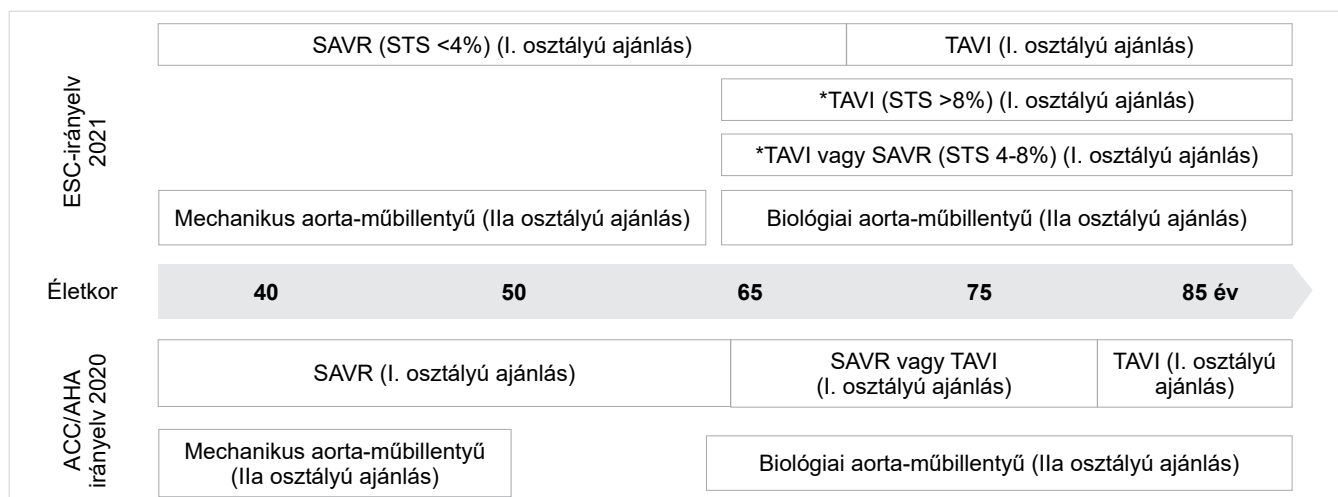 ESC-irányelv
2021
SAVR (STS <4%) (I. osztályú ajánlás)
TAVI (I. osztályú ajánlás)
*TAVI (STS >8%) (I. osztályú ajánlás)
*TAVI vagy SAVR (STS 4-8%) (I. osztályú ajánlás)
Mechanikus aorta-műbillentyű (IIa osztályú ajánlás)
Biológiai aorta-műbillentyű (IIa osztályú ajánlás)
Életkor
40
50
65
75
85 év
ACC/AHA
irányelv 2020
SAVR (I. osztályú ajánlás)
SAVR vagy TAVI
(I. osztályú ajánlás)
TAVI (I. osztályú
ajánlás)
Mechanikus aorta-műbillentyű
(IIa osztályú ajánlás)
Biológiai aorta-műbillentyű (IIa osztályú ajánlás)